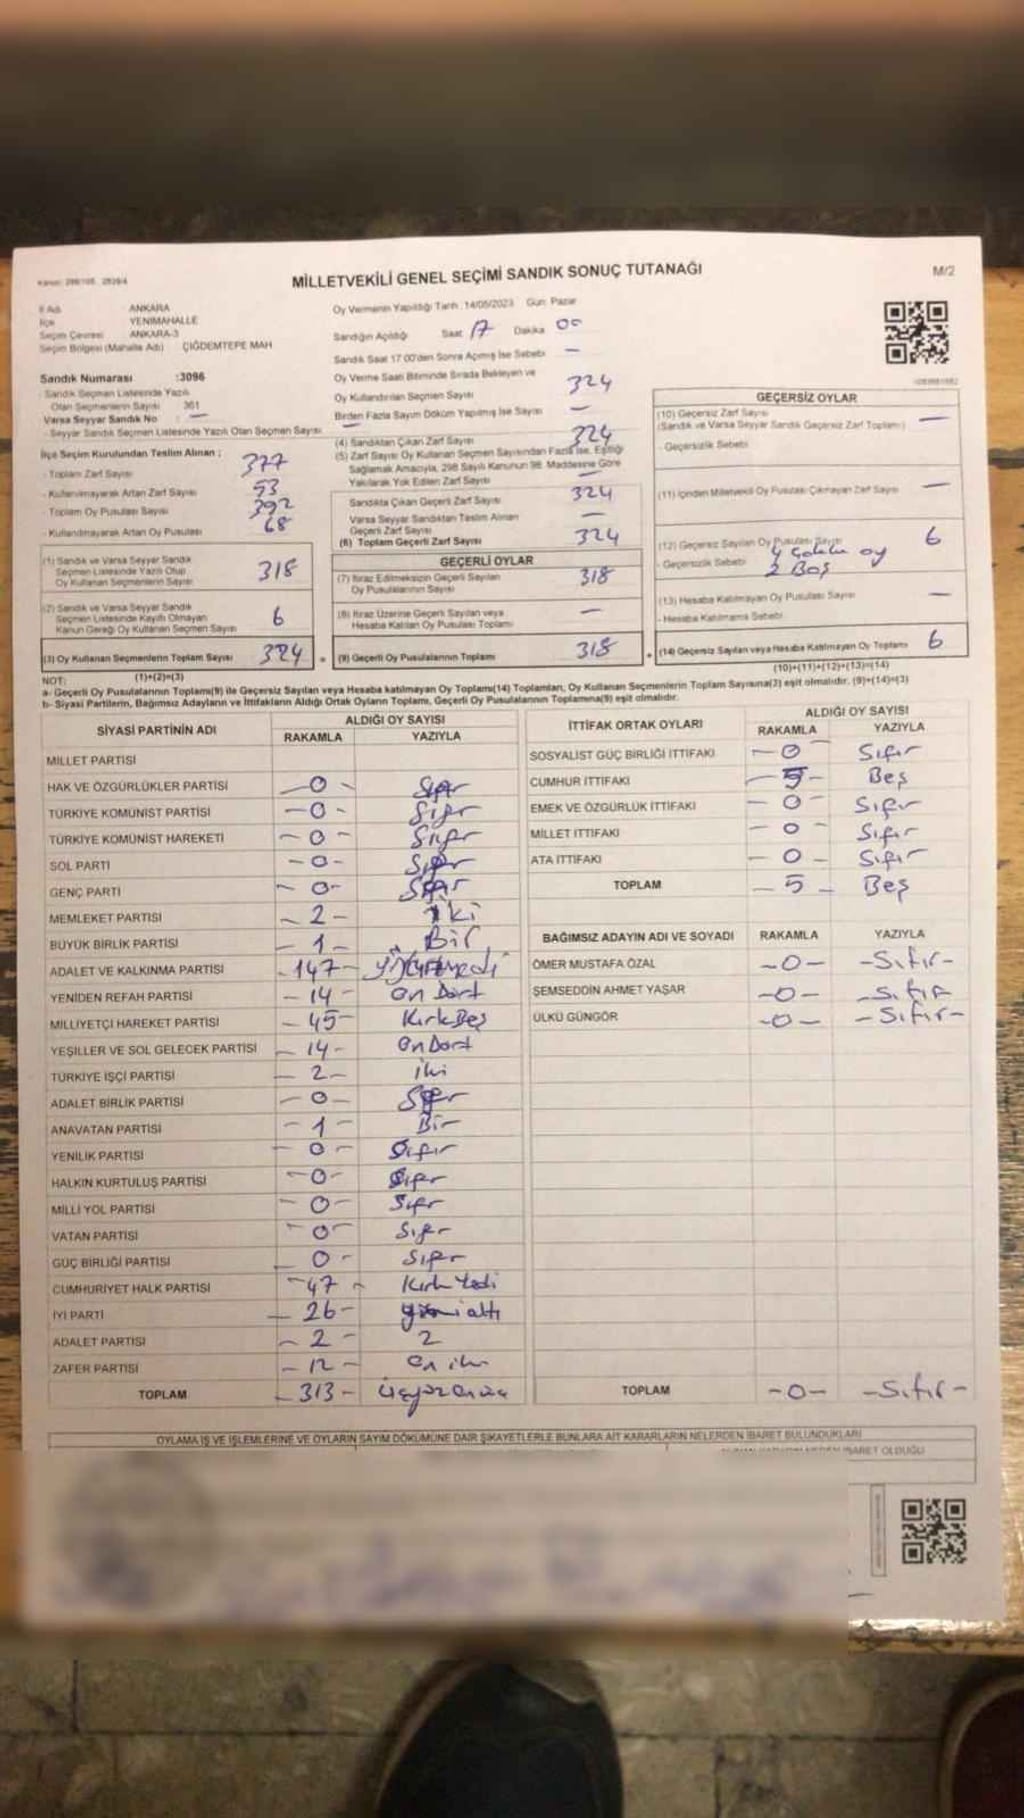 MİLLETVEKİLİ GENEL SEÇİMİ SANDIK SONUÇ TUTANAĞI
M/2
İl Adı ANKARA
İlçe YENİMAHALLE
Seçim Çevresi ANKARA-3
Seçim Bölgesi (Mahalle Adı) ÇİĞDEMTEPE MAH
Sandık Numarası :3096
Sandık Seçmen Listesinde Yazılı
Olan Seçmenlerin Sayısı 361
Varsa Seyyar Sandık No : —
- Seyyar Sandık Seçmen Listesinde Yazılı Olan Seçmen Sayısı —
İlçe Seçim Kurulundan Teslim Alınan ;
- Toplam Zarf Sayısı 377
- Kullanılmayarak Artan Zarf Sayısı 53
- Toplam Oy Pusulası Sayısı 392
- Kullanılmayarak Artan Oy Pusulası 68
(1) Sandık ve Varsa Seyyar Sandık
Seçmen Listesinde Yazılı Olup
Oy Kullanan Seçmenlerin Sayısı 318
(2) Sandık ve Varsa Seyyar Sandık
Seçmen Listesinde Kayıtlı Olmayan
Kanun Gereği Oy Kullanan Seçmen Sayısı 6
(3) Oy Kullanan Seçmenlerin Toplam Sayısı 324
Oy Vermenin Yapıldığı Tarih : 14/05/2023 Gün: Pazar
Sandığın Açıldığı Saat 17 Dakika 00
Sandık Saat 17:00'den Sonra Açılmış İse Sebebi —
Oy Verme Saati Bitiminde Sırada Bekleyen ve
Oy Kullandırılan Seçmen Sayısı 324
Birden Fazla Sayım Döküm Yapılmış İse Sayısı —
(4) Sandıktan Çıkan Zarf Sayısı 324
(5) Zarf Sayısı Oy Kullanan Seçmen Sayısından Fazla İse, Eşitliği
Sağlamak Amacıyla, 298 Sayılı Kanunun 98. Maddesine Göre
Yakılarak Yok Edilen Zarf Sayısı —
Sandıkta Çıkan Geçerli Zarf Sayısı 324
Varsa Seyyar Sandıktan Teslim Alınan
Geçerli Zarf Sayısı —
(6) Toplam Geçerli Zarf Sayısı 324
GEÇERLİ OYLAR
(7) İtiraz Edilmeksizin Geçerli Sayılan
Oy Pusulalarının Sayısı 318
(8) İtiraz Üzerine Geçerli Sayılan veya
Hesaba Katılan Oy Pusulası Toplamı —
(9) Geçerli Oy Pusulalarının Toplamı 318
GEÇERSİZ OYLAR
(10) Geçersiz Zarf Sayısı
(Sandık ve Varsa Seyyar Sandık Geçersiz Zarf Toplamı) —
- Geçersizlik Sebebi
(11) İçinden Milletvekili Oy Pusulası Çıkmayan Zarf Sayısı —
(12) Geçersiz Sayılan Oy Pusulası Sayısı 6
- Geçersizlik Sebebi 4 oy
2 Boş
(13) Hesaba Katılmayan Oy Pusulası Sayısı —
- Hesaba Katılmama Sebebi
(14) Geçersiz Sayılan veya Hesaba Katılmayan Oy Toplamı 6
NOT: (1)+(2)=(3)
(10)+(11)+(12)+(13)=(14)
a- Geçerli Oy Pusulalarının Toplamı(9) ile Geçersiz Sayılan veya Hesaba katılmayan Oy Toplamı(14) Toplamları, Oy Kullanan Seçmenlerin Toplam Sayısına(3) eşit olmalıdır. (9)+(14)=(3)
b- Siyasi Partilerin, Bağımsız Adayların ve İttifakların Aldığı Ortak Oyların Toplamı, Geçerli Oy Pusulalarının Toplamına(9) eşit olmalıdır.
SİYASİ PARTİNİN ADI ALDIĞI OY SAYISI
RAKAMLA YAZIYLA
MİLLET PARTİSİ
HAK VE ÖZGÜRLÜKLER PARTİSİ —0— Sıfır
TÜRKİYE KOMÜNİST PARTİSİ —0— Sıfır
TÜRKİYE KOMÜNİST HAREKETİ —0— Sıfır
SOL PARTİ —0— Sıfır
GENÇ PARTİ —0— Sıfır
MEMLEKET PARTİSİ —2— İki
BÜYÜK BİRLİK PARTİSİ —1— Bir
ADALET VE KALKINMA PARTİSİ —147—
YENİDEN REFAH PARTİSİ —14— On Dört
MİLLİYETÇİ HAREKET PARTİSİ —45— Kırk Beş
YEŞİLLER VE SOL GELECEK PARTİSİ —14— On Dört
TÜRKİYE İŞÇİ PARTİSİ —2— iki
ADALET BİRLİK PARTİSİ —0— Sıfır
ANAVATAN PARTİSİ —1— Bir
YENİLİK PARTİSİ —0— Sıfır
HALKIN KURTULUŞ PARTİSİ —0— Sıfır
MİLLİ YOL PARTİSİ —0— Sıfır
VATAN PARTİSİ —0— Sıfır
GÜÇ BİRLİĞİ PARTİSİ —0— Sıfır
CUMHURİYET HALK PARTİSİ —47— Kırk Yedi
İYİ PARTİ —26— yirmi altı
ADALET PARTİSİ —2— 2
ZAFER PARTİSİ —12— on iki
TOPLAM —313— üçyüzonüç
İTTİFAK ORTAK OYLARI ALDIĞI OY SAYISI
RAKAMLA YAZIYLA
SOSYALİST GÜÇ BİRLİĞİ İTTİFAKI —0— Sıfır
CUMHUR İTTİFAKI —5— Beş
EMEK VE ÖZGÜRLÜK İTTİFAKI —0— Sıfır
MİLLET İTTİFAKI —0— Sıfır
ATA İTTİFAKI —0— Sıfır
TOPLAM —5— Beş
BAĞIMSIZ ADAYIN ADI VE SOYADI RAKAMLA YAZIYLA
ÖMER MUSTAFA ÖZAL —0— —Sıfır—
ŞEMSEDDİN AHMET YAŞAR —0— —Sıfır
ÜLKÜ GÜNGÖR —0— —Sıfır—
TOPLAM —0— —Sıfır—
OYLAMA İŞ VE İŞLEMLERİNE VE OYLARIN SAYIM DÖKÜMÜNE DAİR ŞİKAYETLERLE BUNLARA AİT KARARLARIN NELERDEN İBARET BULUNDUKLARI